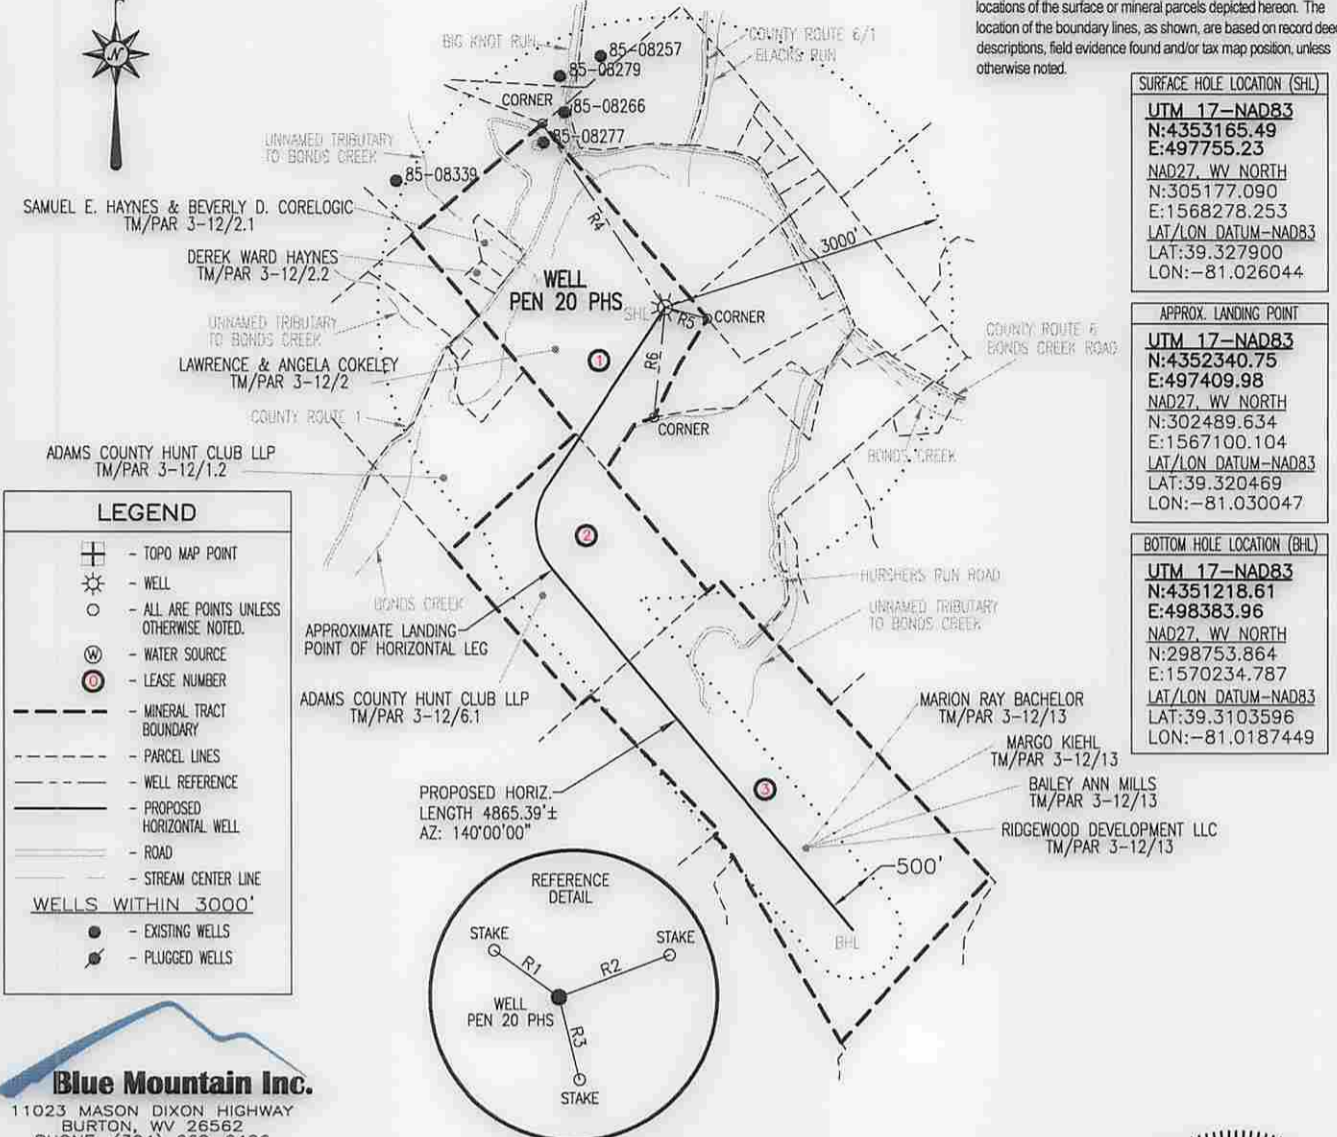 locations of the surface or mineral parcels depicted hereon. The
location of the boundary lines, as shown, are based on record deed
descriptions, field evidence found and/or tax map position, unless
otherwise noted.
N
BIG KNOT RUN
85-08257
85-08279
COUNTY ROUTE 6/1
BLACKS RUN
CORNER
85-08266
85-08277
UNNAMED TRIBUTARY
TO BONDS CREEK
85-08339
SAMUEL E. HAYNES & BEVERLY D. CORELOGIC
TM/PAR 3-12/2.1
DEREK WARD HAYNES
TM/PAR 3-12/2.2
R4
3000'
WELL
PEN 20 PHS
SHL
R5
CORNER
UNNAMED TRIBUTARY
TO BONDS CREEK
COUNTY ROUTE 6
BONDS CREEK ROAD
LAWRENCE & ANGELA COKELEY
TM/PAR 3-12/2
1
R6
COUNTY ROUTE 1
CORNER
ADAMS COUNTY HUNT CLUB LLP
TM/PAR 3-12/1.2
BONDS CREEK
2
BONDS CREEK
HURSHERS RUN ROAD
UNNAMED TRIBUTARY
TO BONDS CREEK
APPROXIMATE LANDING
POINT OF HORIZONTAL LEG
ADAMS COUNTY HUNT CLUB LLP
TM/PAR 3-12/6.1
MARION RAY BACHELOR
TM/PAR 3-12/13
MARGO KIEHL
TM/PAR 3-12/13
BAILEY ANN MILLS
TM/PAR 3-12/13
RIDGEWOOD DEVELOPMENT LLC
TM/PAR 3-12/13
PROPOSED HORIZ.
LENGTH 4865.39'±
AZ: 140°00'00"
3
500'
BHL
REFERENCE
DETAIL
STAKE
STAKE
R1
R2
WELL
PEN 20 PHS
R3
STAKE
SURFACE HOLE LOCATION (SHL)
UTM 17-NAD83
N:4353165.49
E:497755.23
NAD27, WV NORTH
N:305177.090
E:1568278.253
LAT/LON DATUM-NAD83
LAT:39.327900
LON:-81.026044
APPROX. LANDING POINT
UTM 17-NAD83
N:4352340.75
E:497409.98
NAD27, WV NORTH
N:302489.634
E:1567100.104
LAT/LON DATUM-NAD83
LAT:39.320469
LON:-81.030047
BOTTOM HOLE LOCATION (BHL)
UTM 17-NAD83
N:4351218.61
E:498383.96
NAD27, WV NORTH
N:298753.864
E:1570234.787
LAT/LON DATUM-NAD83
LAT:39.3103596
LON:-81.0187449
LEGEND
- TOPO MAP POINT
- WELL
- ALL ARE POINTS UNLESS
OTHERWISE NOTED.
W - WATER SOURCE
0 - LEASE NUMBER
- MINERAL TRACT
BOUNDARY
- PARCEL LINES
- WELL REFERENCE
- PROPOSED
HORIZONTAL WELL
- ROAD
- STREAM CENTER LINE
WELLS WITHIN 3000'
- EXISTING WELLS
- PLUGGED WELLS
Blue Mountain Inc.
11023 MASON DIXON HIGHWAY
BURTON, WV 26562